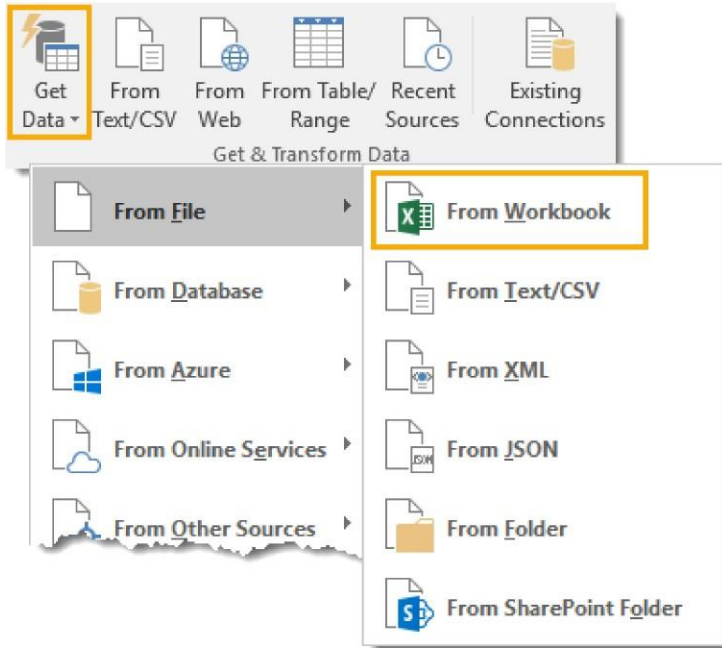 Get Data
From Text/CSV
From Web
From Table/ Range
Recent Sources
Existing Connections
Get & Transform Data
From File
From Database
From Azure
From Online Services
From Other Sources
From Workbook
From Text/CSV
From XML
JSON
From JSON
From Folder
S
From SharePoint Folder